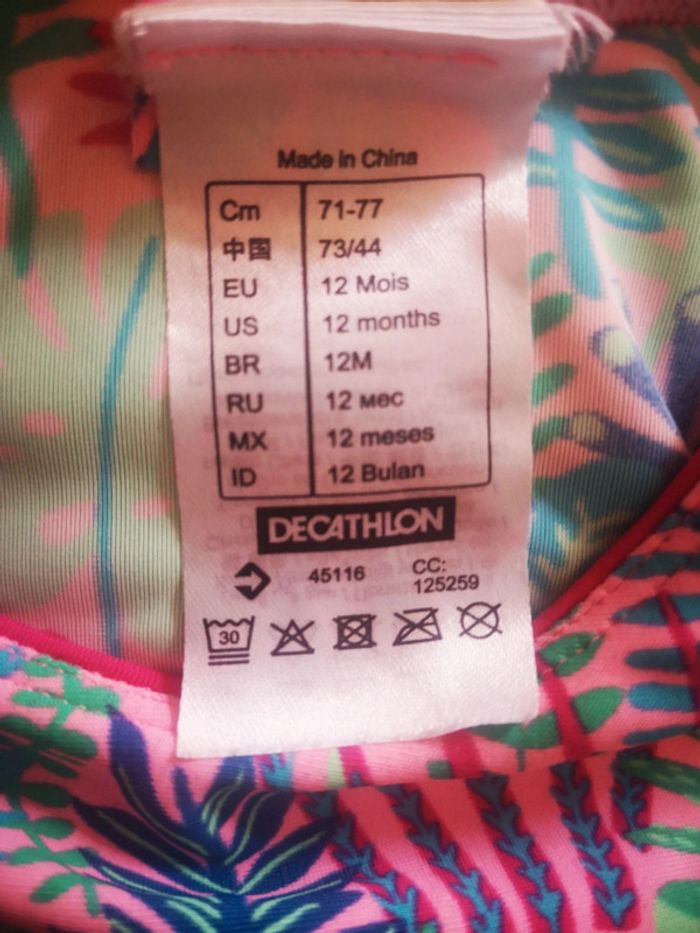 Made in China
Cm 71-77
中国 73/44
EU 12 Mois
US 12 months
BR 12M
RU 12 мес
MX 12 meses
ID 12 Bulan
DECATHLON
45116 CC: 125259
30